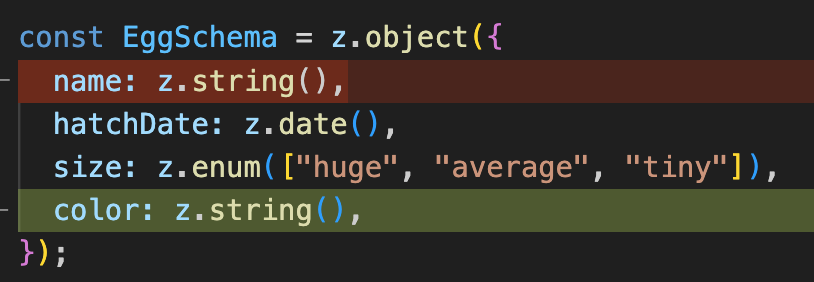 const EggSchema = z.object({
  name: z.string(),
  hatchDate: z.date(),
  size: z.enum(["huge", "average", "tiny"]),
  color: z.string(),
});